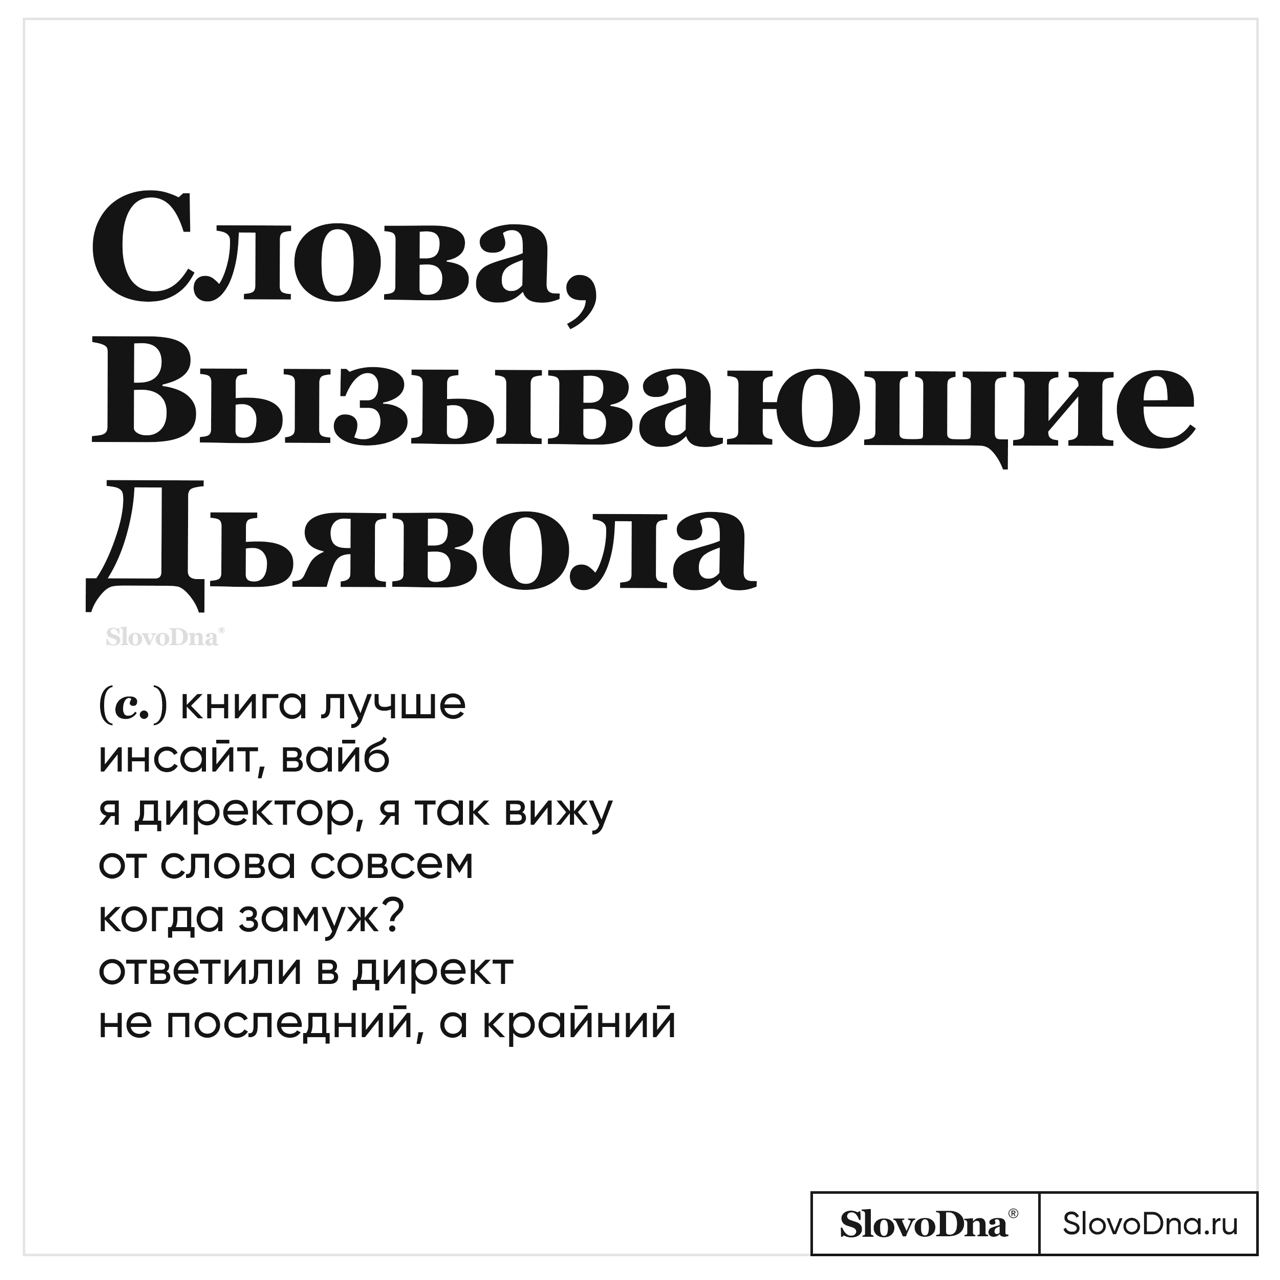 Слова,
Вызывающие
Дьявола
SlovoDna®
(с.) книга лучше
инсайт, вайб
я директор, я так вижу
от слова совсем
когда замуж?
ответили в директ
не последний, а крайний
SlovoDna® SlovoDna.ru